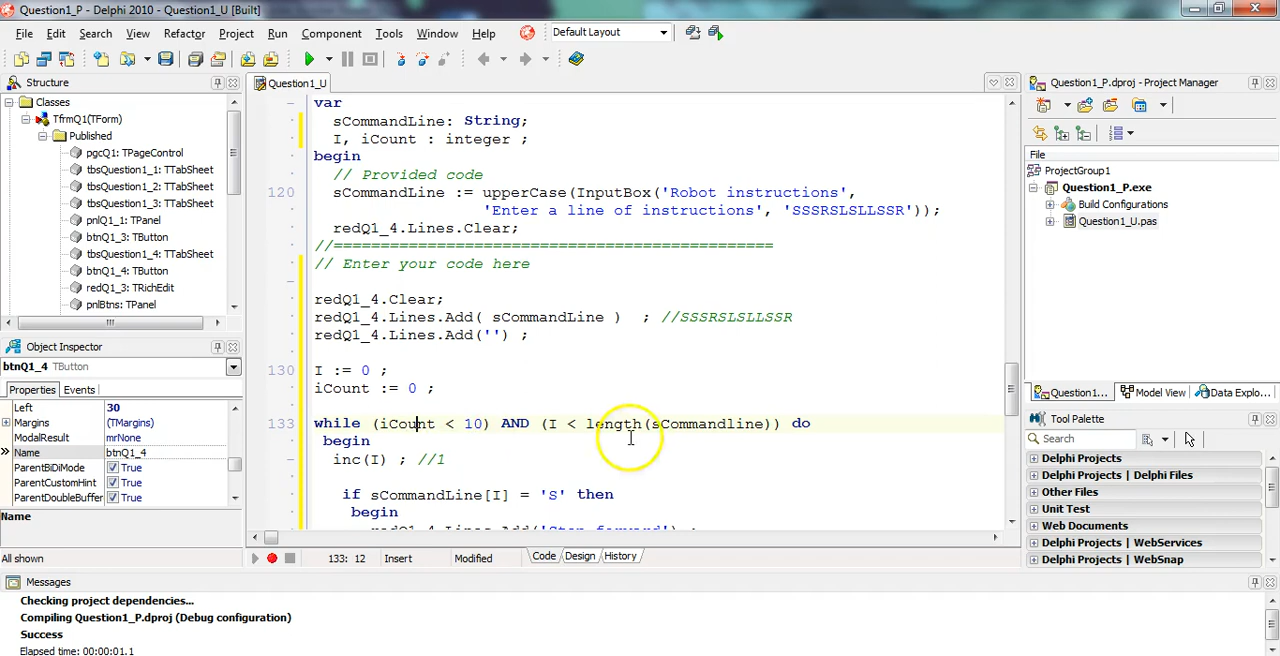 Question1_P - Delphi 2010 - Question1_U [Built]
File Edit Search View Refactor Project Run Component Tools Window Help Default Layout
Structure
Classes
TfrmQ1(TForm)
Published
pgcQ1: TPageControl
tbsQuestion1_1: TTabSheet
tbsQuestion1_2: TTabSheet
tbsQuestion1_3: TTabSheet
pnlQ1_1: TPanel
btnQ1_3: TButton
tbsQuestion1_4: TTabSheet
btnQ1_4: TButton
redQ1_3: TRichEdit
pnlBtns: TPanel
Object Inspector
btnQ1_4 TButton
Properties Events
Left 30
Margins (TMargins)
ModalResult mrNone
Name btnQ1_4
ParentBiDiMode True
ParentCustomHint True
ParentDoubleBuffer True
Name
All shown
Question1_U
var
sCommandLine: String;
I, iCount : integer ;
begin
// Provided code
120 sCommandLine := upperCase(InputBox('Robot instructions',
'Enter a line of instructions', 'SSSRSLSLLSSR'));
redQ1_4.Lines.Clear;
//===============================================
// Enter your code here
redQ1_4.Clear;
redQ1_4.Lines.Add( sCommandLine ) ; //SSSRSLSLLSSR
redQ1_4.Lines.Add('') ;
130 I := 0 ;
iCount := 0 ;
133 while (iCount < 10) AND (I < length(sCommandline)) do
begin
inc(I) ; //1
if sCommandLine[I] = 'S' then
begin
redQ1_4.Lines.Add('Step forward') ;
133: 12 Insert Modified Code Design History
Question1_P.dproj - Project Manager
File
ProjectGroup1
Question1_P.exe
Build Configurations
Question1_U.pas
Question1... Model View Data Explo...
Tool Palette
Search
Delphi Projects
Delphi Projects | Delphi Files
Other Files
Unit Test
Web Documents
Delphi Projects | WebServices
Delphi Projects | WebSnap
Messages
Checking project dependencies...
Compiling Question1_P.dproj (Debug configuration)
Success
Elapsed time: 00:00:01.1